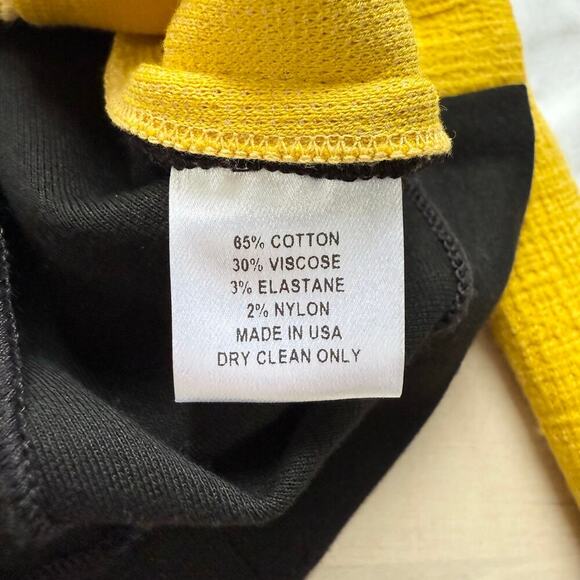 65% COTTON
30% VISCOSE
3% ELASTANE
2% NYLON
MADE IN USA
DRY CLEAN ONLY